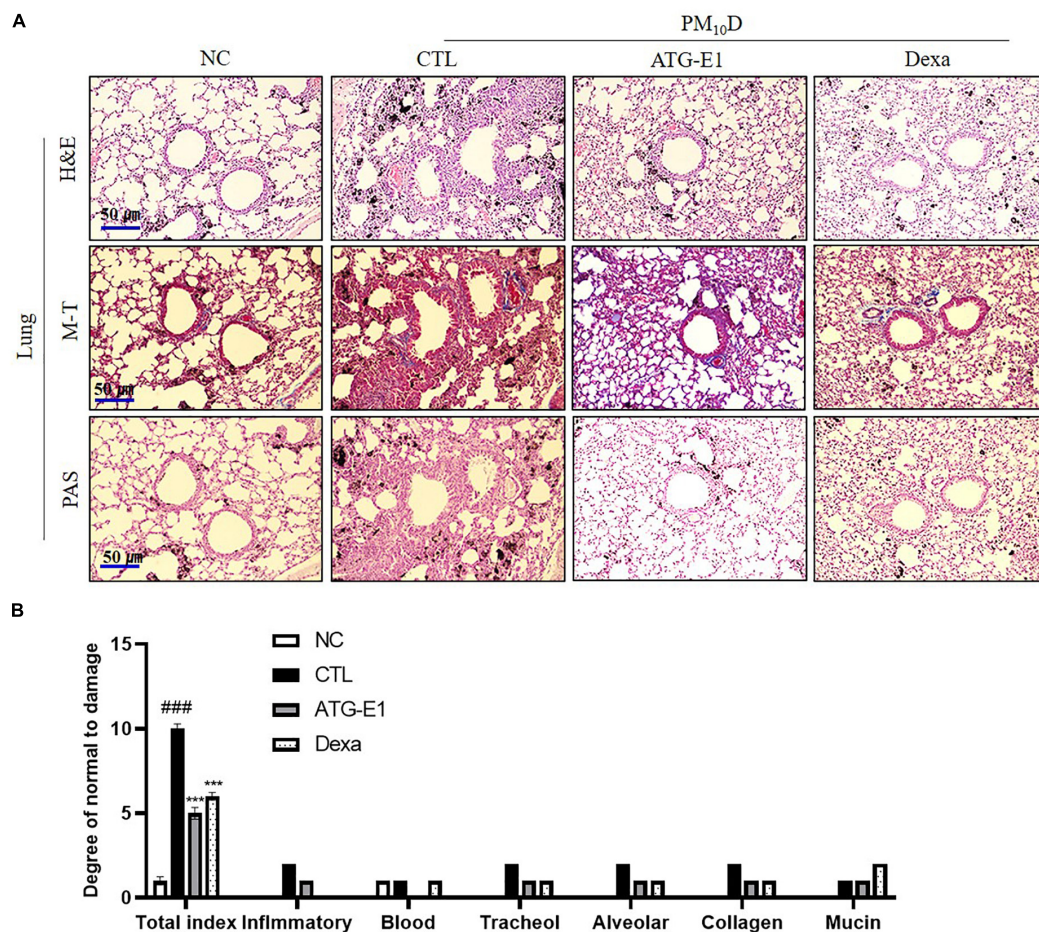 A
PM₁₀D
NC CTL ATG-E1 Dexa
Lung
H&E
50 μm
M-T
50 μm
PAS
50 μm
B
NC
CTL
ATG-E1
Dexa
Degree of normal to damage
15
10
5
0
###
***
***
Total index Inflmmatory Blood Tracheol Alveolar Collagen Mucin